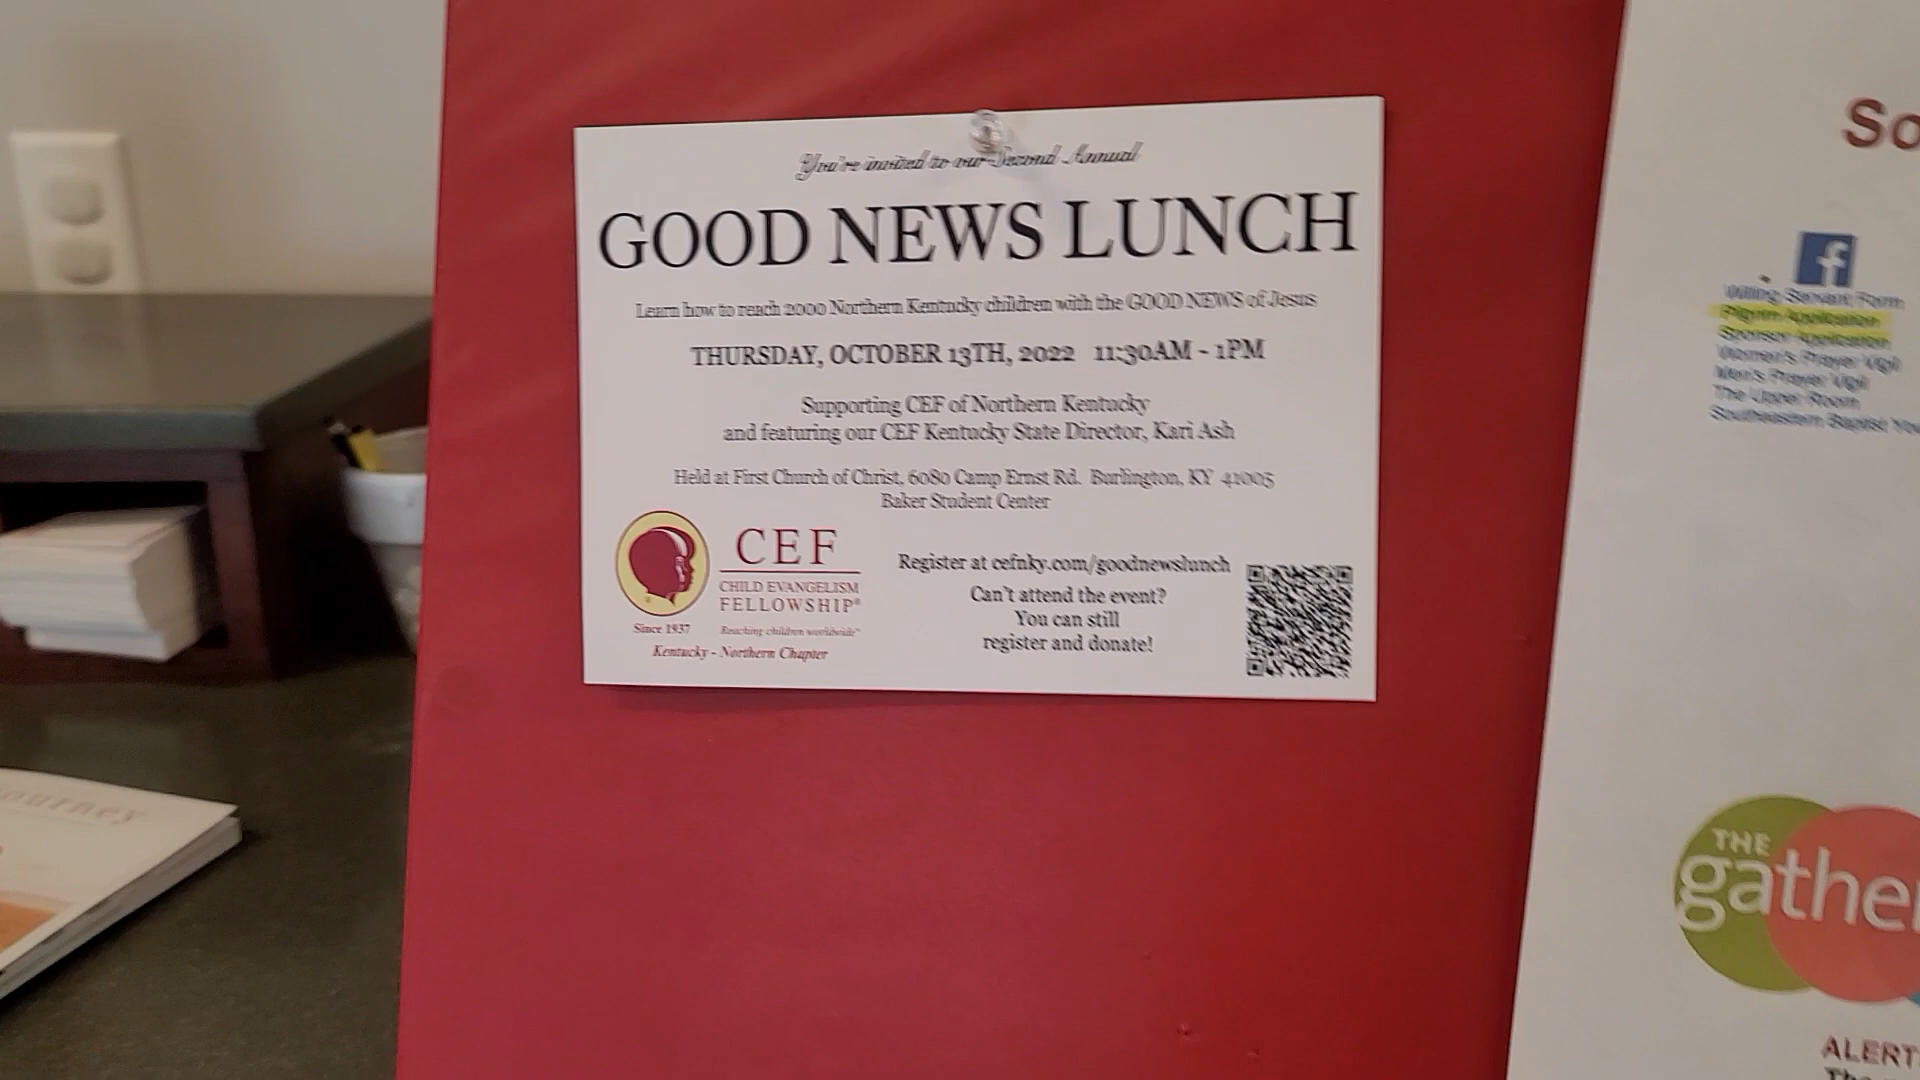 You're invited to our Second Annual
GOOD NEWS LUNCH
Learn how to reach 2000 Northern Kentucky children with the GOOD NEWS of Jesus
THURSDAY, OCTOBER 13TH, 2022 11:30AM - 1PM
Supporting CEF of Northern Kentucky
and featuring our CEF Kentucky State Director, Kari Ash
Held at First Church of Christ, 6080 Camp Ernst Rd. Burlington, KY 41005
Baker Student Center
CEF
CHILD EVANGELISM
FELLOWSHIP®
Since 1937
Reaching children worldwide™
Kentucky - Northern Chapter
Register at cefnky.com/goodnewslunch
Can't attend the event?
You can still
register and donate!
So
f
Willing Servant Form
Pilgrim Application
Sponsor Application
Women's Prayer Vigil
Men's Prayer Vigil
The Upper Room
Southeastern Baptist
THE
gather
ALERT
ourney